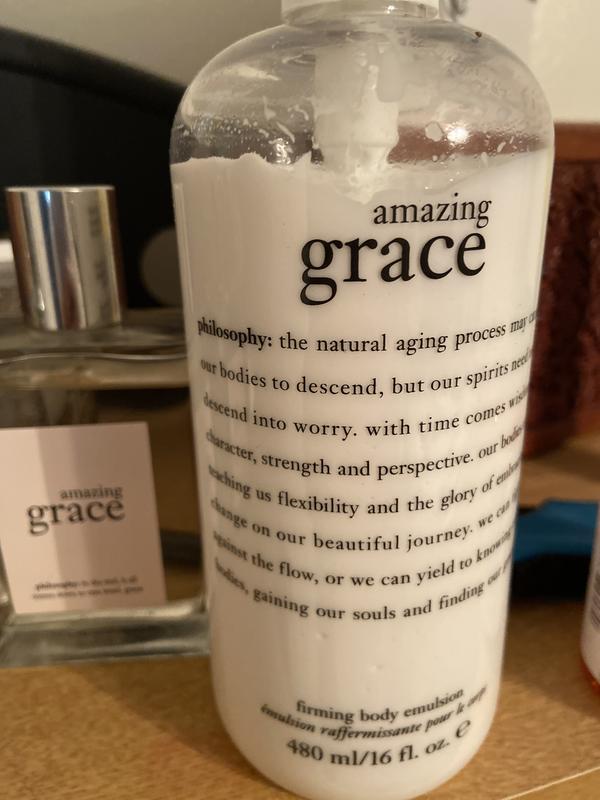 amazing
grace
philosophy: the natural aging process may
our bodies to descend, but our spirits need
descend into worry. with time comes
character, strength and perspective. our bodies
teaching us flexibility and the glory of
change on our beautiful journey. we can
against the flow, or we can yield to
bodies, gaining our souls and finding our
firming body emulsion
émulsion raffermissante pour le corps
480 ml/16 fl. oz. e
amazing
grace
philosophy: